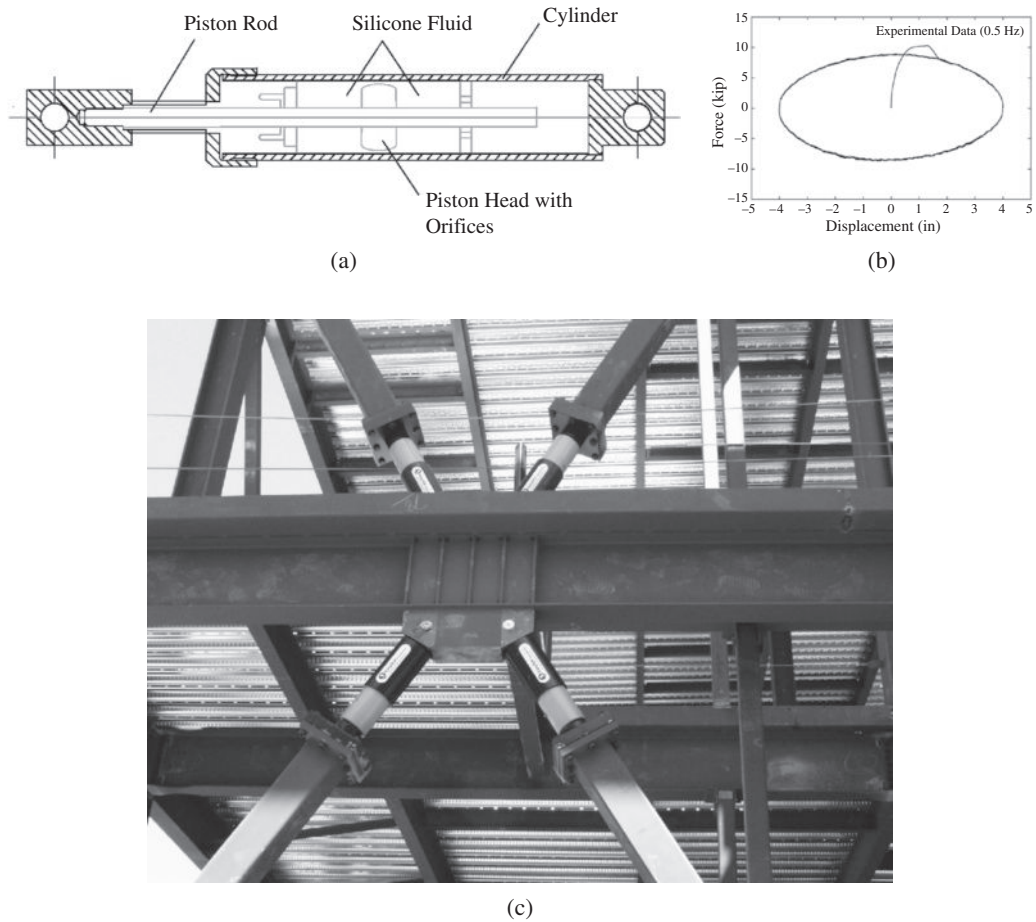 Piston Rod
Silicone Fluid
Cylinder
Piston Head with
Orifices
(a)
Experimental Data (0.5 Hz)
Force (kip)
15
10
5
0
−5
−10
−15
−5 −4 −3 −2 −1 0 1 2 3 4 5
Displacement (in)
(b)
(c)